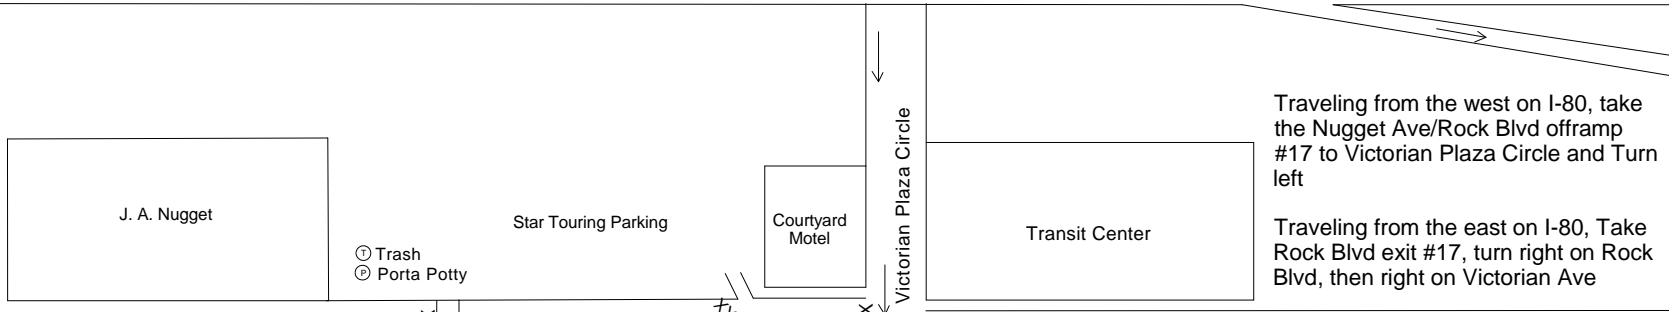 J. A. Nugget
Star Touring Parking
T Trash
P Porta Potty
Courtyard
Motel
Victorian Plaza Circle
Transit Center
Traveling from the west on I-80, take
the Nugget Ave/Rock Blvd offramp
#17 to Victorian Plaza Circle and Turn
left
Traveling from the east on I-80, Take
Rock Blvd exit #17, turn right on Rock
Blvd, then right on Victorian Ave